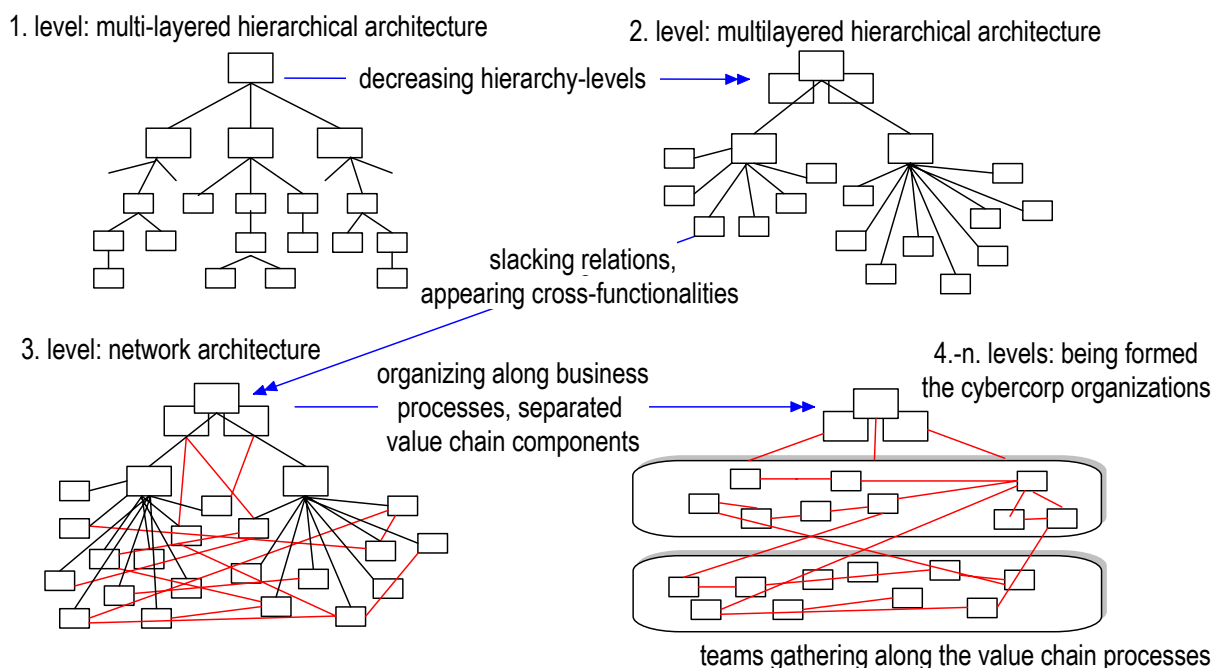 1. level: multi-layered hierarchical architecture
2. level: multilayered hierarchical architecture
decreasing hierarchy-levels
slacking relations,
appearing cross-functionalities
3. level: network architecture
organizing along business
processes, separated
value chain components
4.-n. levels: being formed
the cybercorp organizations
teams gathering along the value chain processes